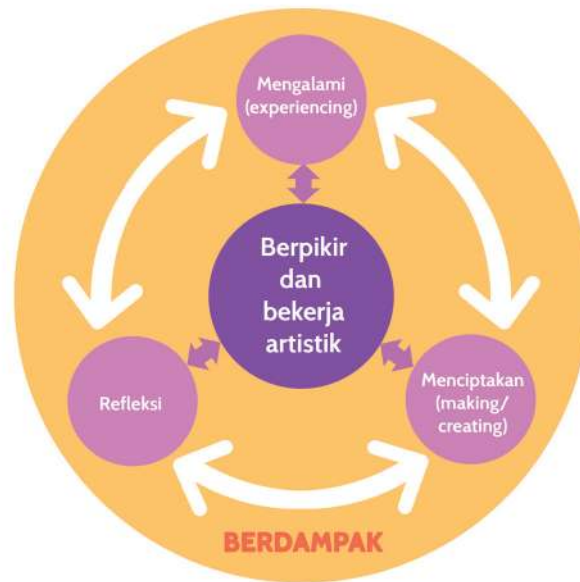 Mengalami
(experiencing)
Berpikir
dan
bekerja
artistik
Refleksi
Menciptakan
(making/
creating)
BERDAMPAK